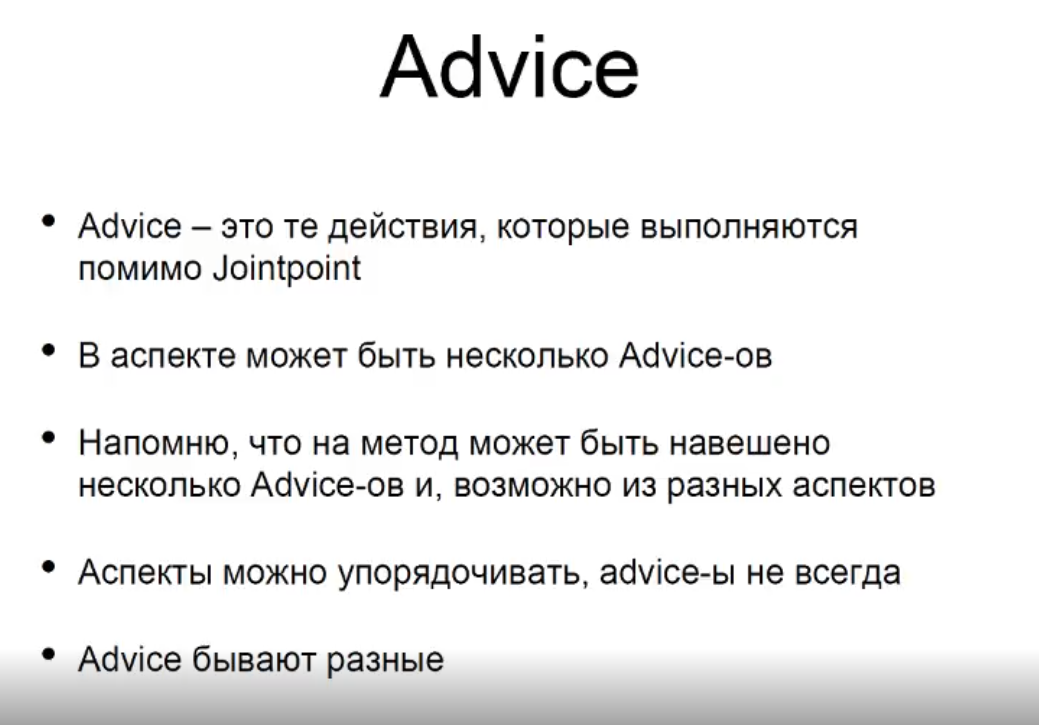 Advice
• Advice – это те действия, которые выполняются
помимо Jointpoint
• В аспекте может быть несколько Advice-ов
• Напомню, что на метод может быть навешено
несколько Advice-ов и, возможно из разных аспектов
• Аспекты можно упорядочивать, advice-ы не всегда
• Advice бывают разные